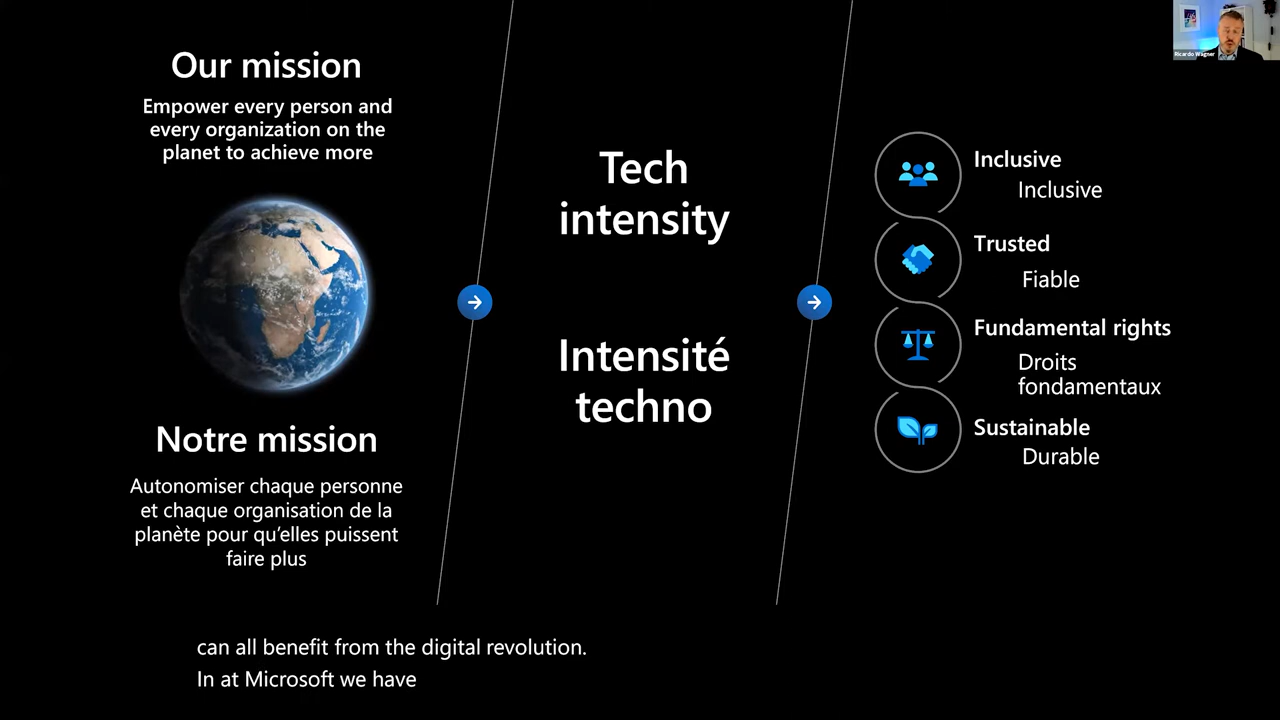 Our mission
Empower every person and
every organization on the
planet to achieve more
Notre mission
Autonomiser chaque personne
et chaque organisation de la
planète pour qu'elles puissent
faire plus
Tech
intensity
Intensité
techno
Inclusive
Inclusive
Trusted
Fiable
Fundamental rights
Droits
fondamentaux
Sustainable
Durable
Ricardo Wagner
can all benefit from the digital revolution.
In at Microsoft we have